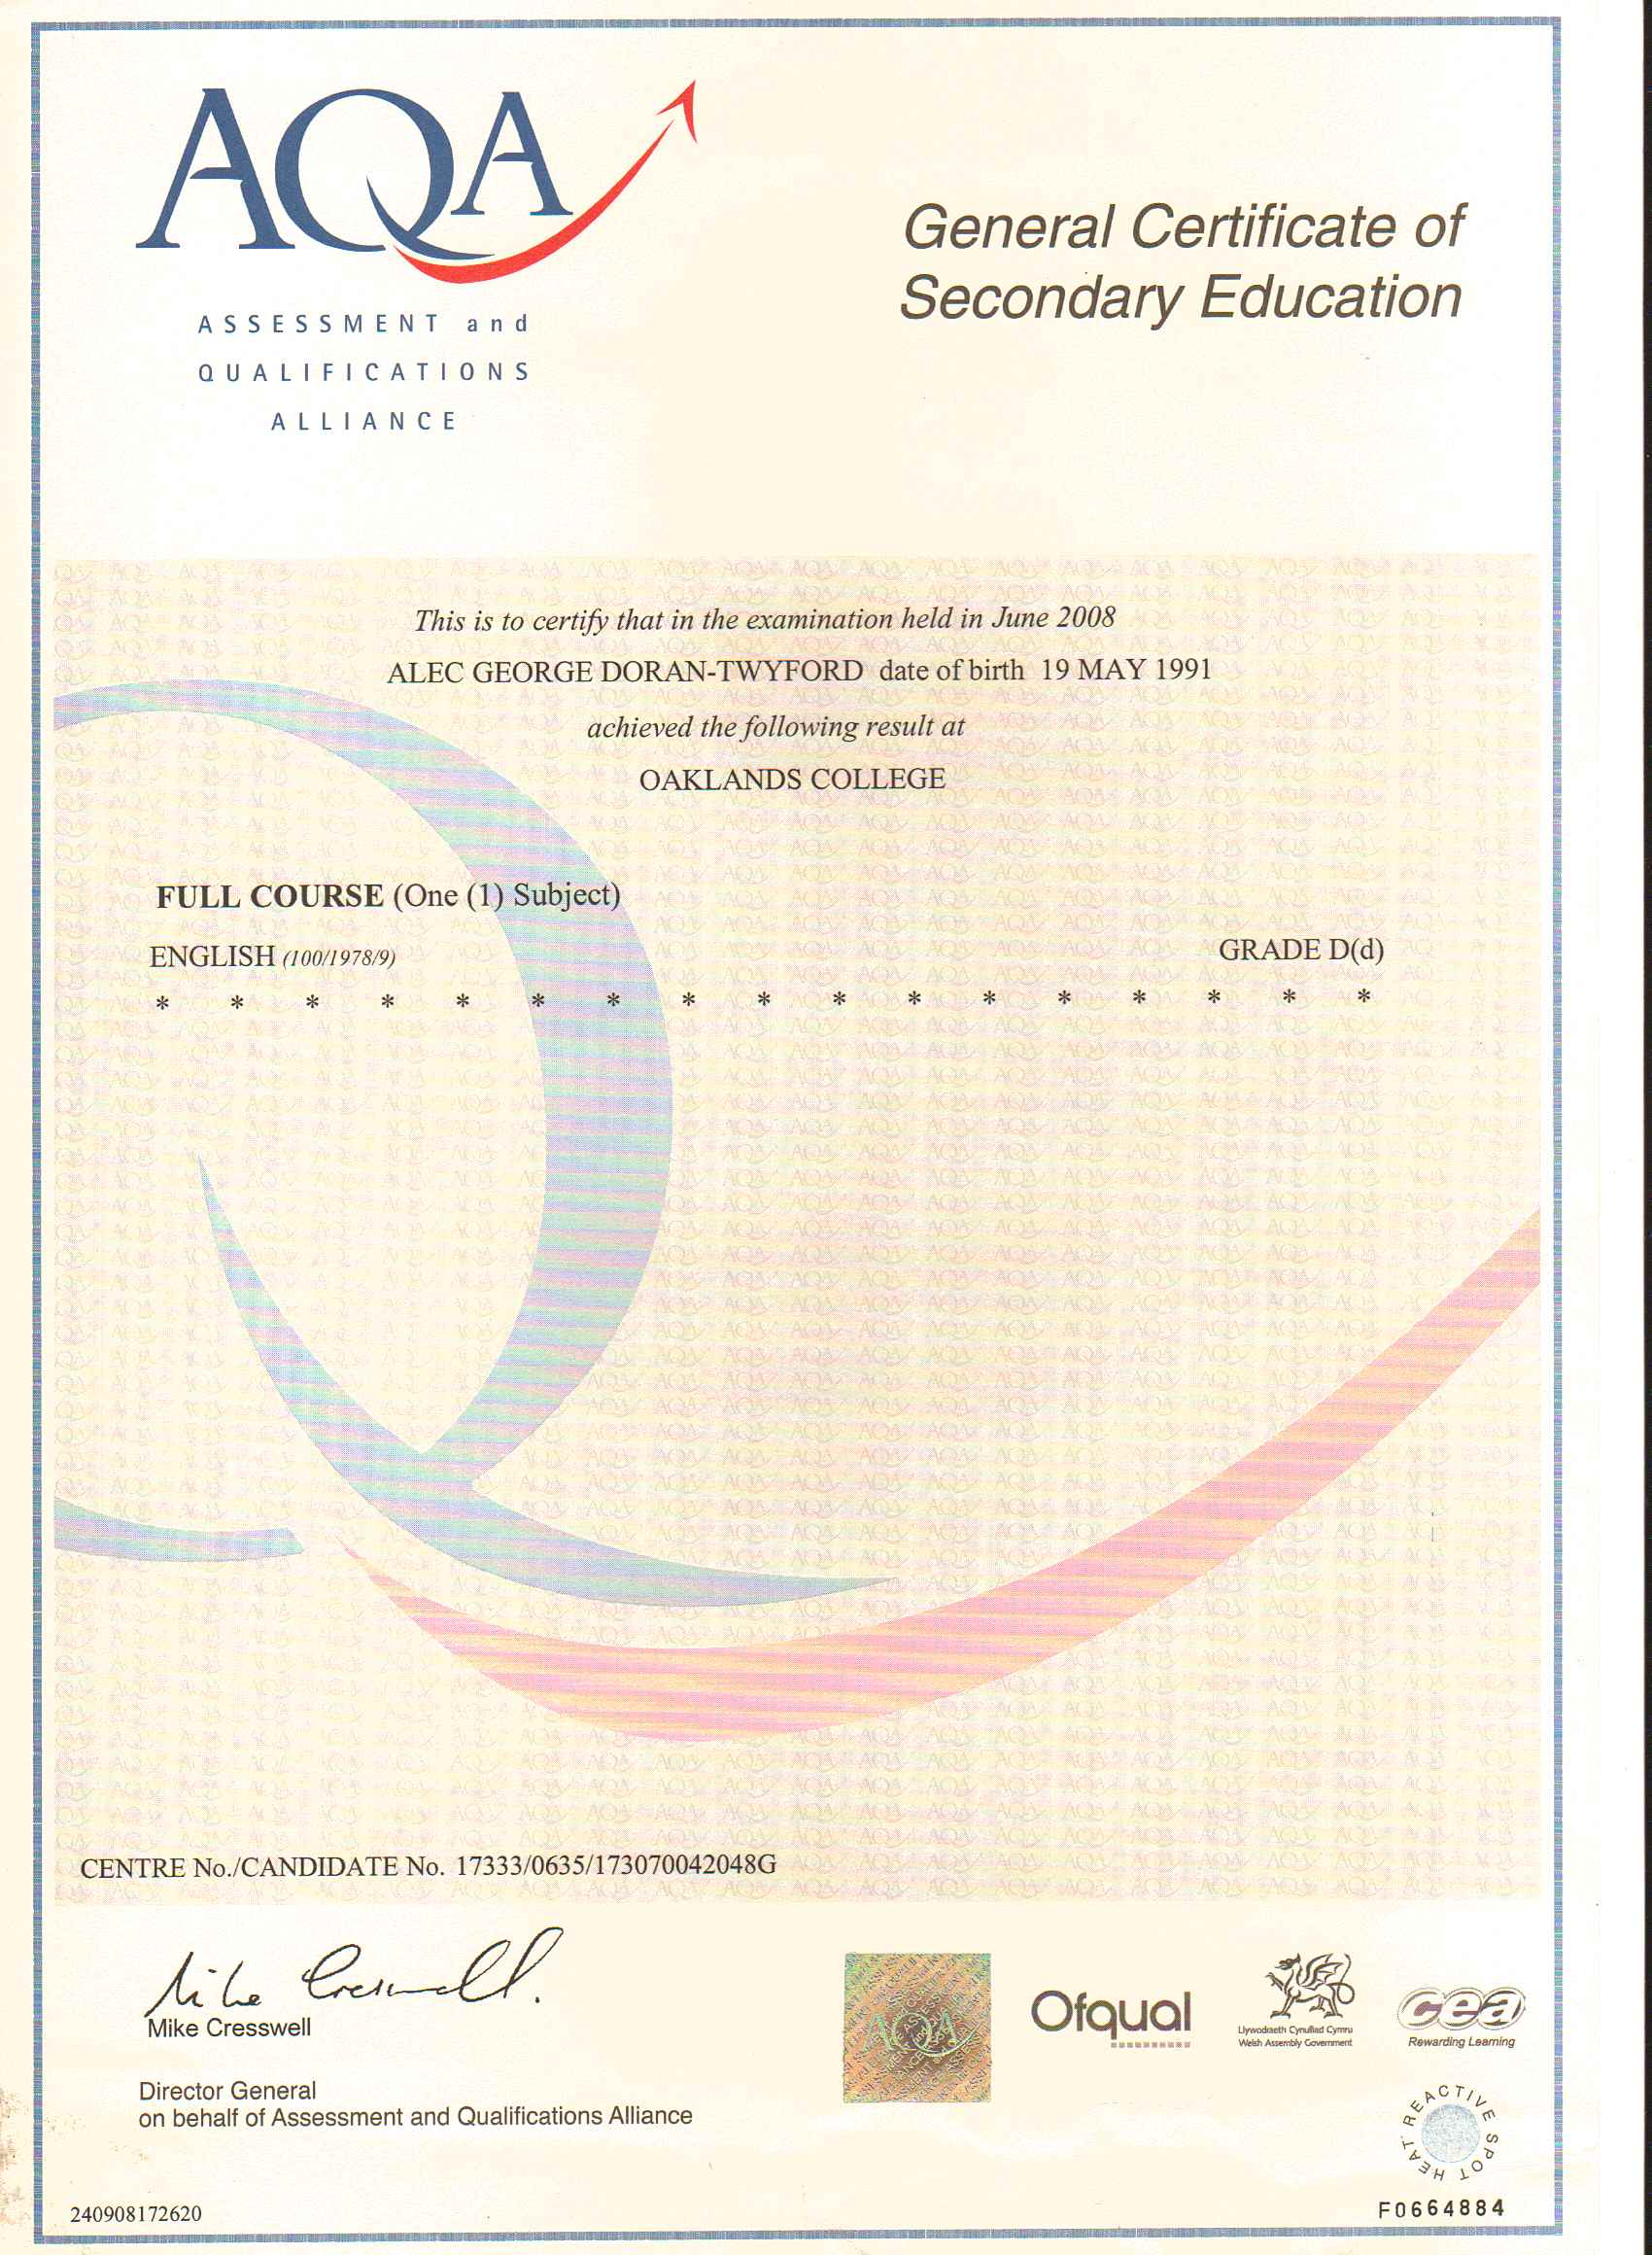 AQA
ASSESSMENT and
QUALIFICATIONS
ALLIANCE
General Certificate of
Secondary Education
This is to certify that in the examination held in June 2008
ALEC GEORGE DORAN-TWYFORD date of birth 19 MAY 1991
achieved the following result at
OAKLANDS COLLEGE
FULL COURSE (One (1) Subject)
ENGLISH (100/1978/9) GRADE D(d)
* * * * * * * * * * * * * * * * *
CENTRE No./CANDIDATE No. 17333/0635/173070042048G
Mike Cresswell.
Mike Cresswell
Director General
on behalf of Assessment and Qualifications Alliance
AQA
Ofqual
Llywodraeth Cynulliad Cymru
Welsh Assembly Government
cea
Rewarding Learning
HEAT REACTIVE SPOT
240908172620
F0664884